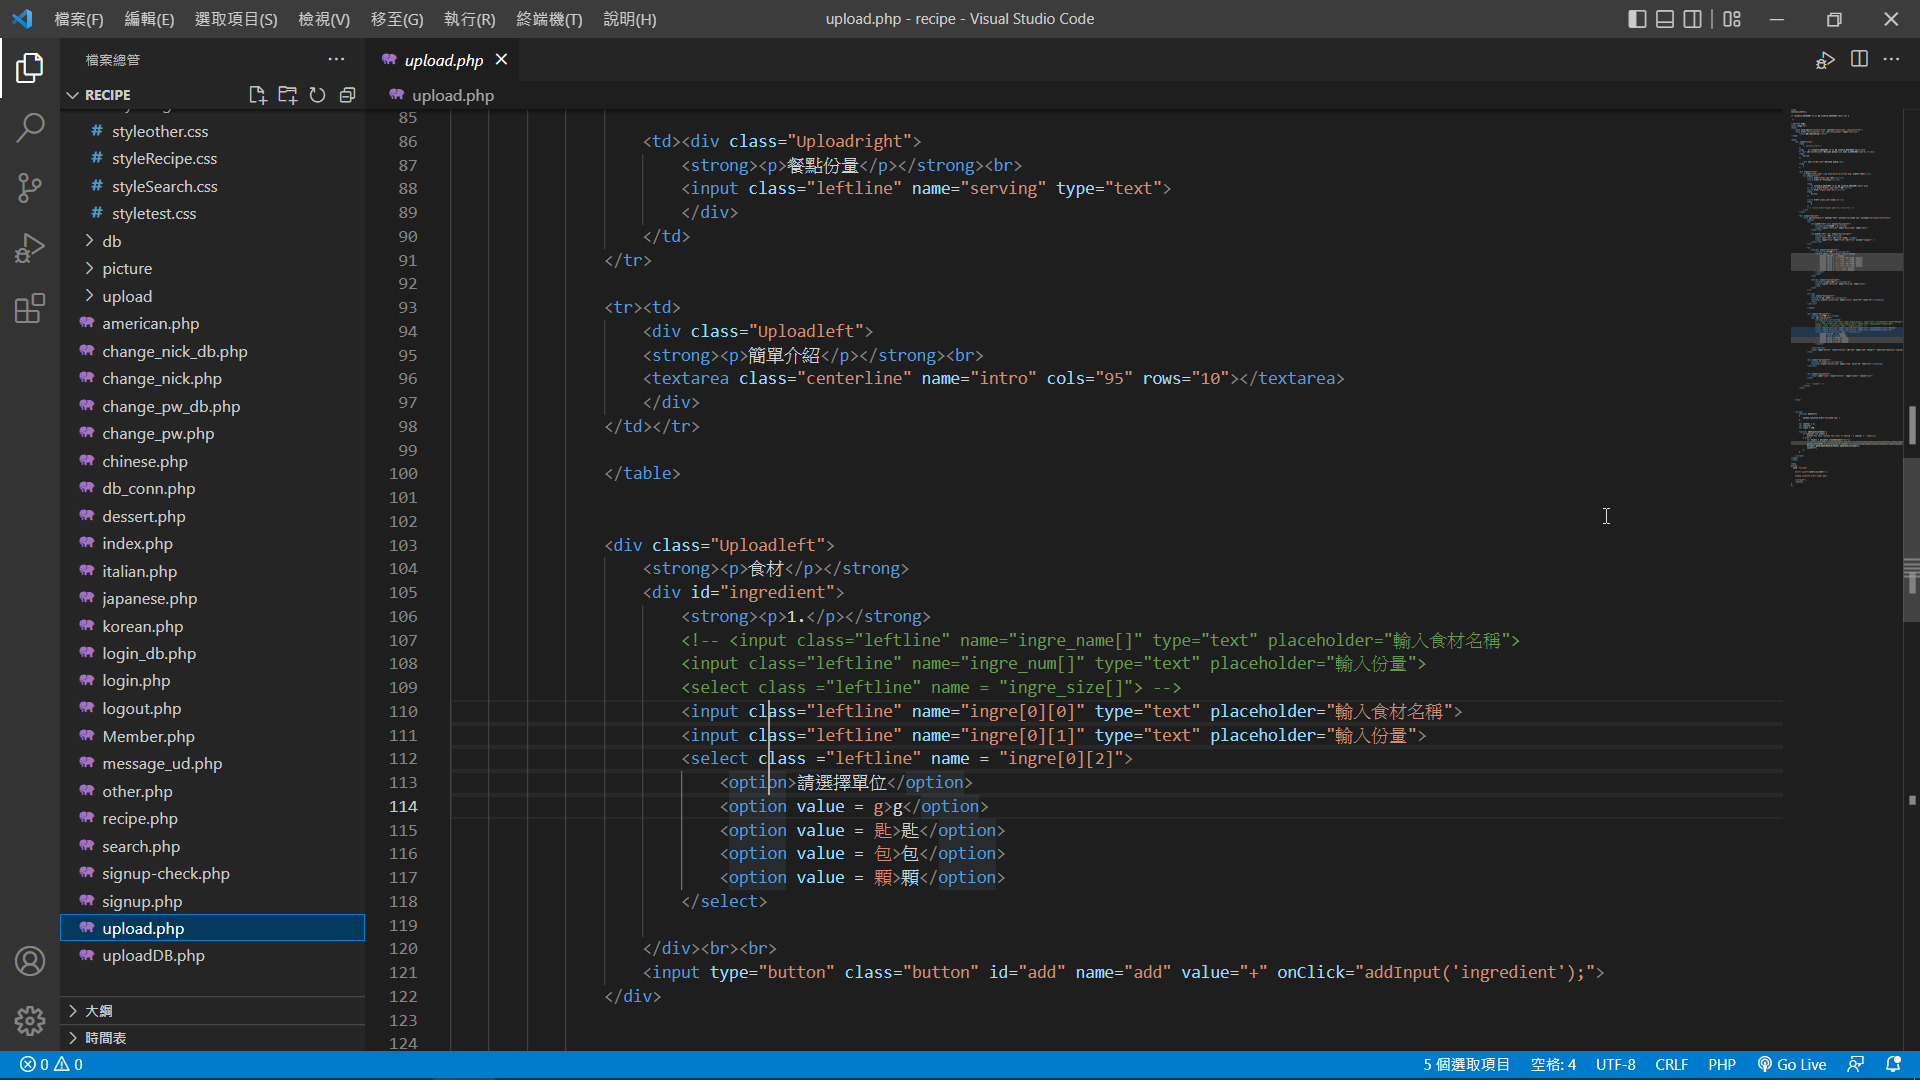 檔案(F) 編輯(E) 選取項目(S) 檢視(V) 移至(G) 執行(R) 終端機(T) 說明(H)
upload.php - recipe - Visual Studio Code
檔案總管
RECIPE
styleother.css
styleRecipe.css
styleSearch.css
styletest.css
db
picture
upload
american.php
change_nick_db.php
change_nick.php
change_pw_db.php
change_pw.php
chinese.php
db_conn.php
dessert.php
index.php
italian.php
japanese.php
korean.php
login_db.php
login.php
logout.php
Member.php
message_ud.php
other.php
recipe.php
search.php
signup-check.php
signup.php
upload.php
uploadDB.php
大綱
時間表
upload.php
upload.php
85
86 <td><div class="Uploadright">
87 <strong><p>餐點份量</p></strong><br>
88 <input class="leftline" name="serving" type="text">
89 </div>
90 </td>
91 </tr>
92
93 <tr><td>
94 <div class="Uploadleft">
95 <strong><p>簡單介紹</p></strong><br>
96 <textarea class="centerline" name="intro" cols="95" rows="10"></textarea>
97 </div>
98 </td></tr>
99
100 </table>
101
102
103 <div class="Uploadleft">
104 <strong><p>食材</p></strong>
105 <div id="ingredient">
106 <strong><p>1.</p></strong>
107 <!-- <input class="leftline" name="ingre_name[]" type="text" placeholder="輸入食材名稱">
108 <input class="leftline" name="ingre_num[]" type="text" placeholder="輸入份量">
109 <select class ="leftline" name = "ingre_size[]"> -->
110 <input class="leftline" name="ingre[0][0]" type="text" placeholder="輸入食材名稱">
111 <input class="leftline" name="ingre[0][1]" type="text" placeholder="輸入份量">
112 <select class ="leftline" name = "ingre[0][2]">
113 <option>請選擇單位</option>
114 <option value = g>g</option>
115 <option value = 匙>匙</option>
116 <option value = 包>包</option>
117 <option value = 顆>顆</option>
118 </select>
119
120 </div><br><br>
121 <input type="button" class="button" id="add" name="add" value="+" onClick="addInput('ingredient');">
122 </div>
123
124
0 0
5 個選取項目 空格: 4 UTF-8 CRLF PHP Go Live